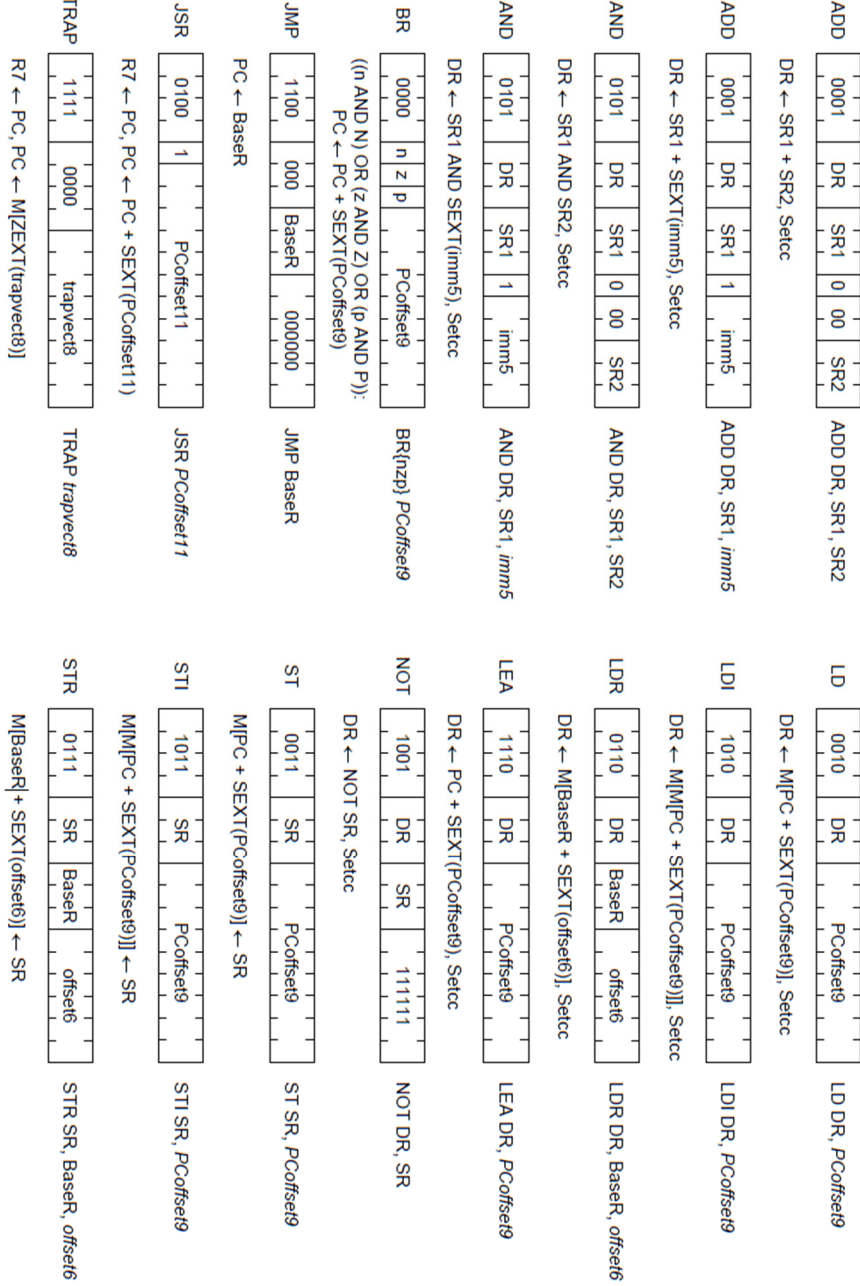 ADD 0001 DR SR1 0 00 SR2 ADD DR, SR1, SR2
DR ← SR1 + SR2, Setcc
ADD 0001 DR SR1 1 imm5 ADD DR, SR1, imm5
DR ← SR1 + SEXT(imm5), Setcc
AND 0101 DR SR1 0 00 SR2 AND DR, SR1, SR2
DR ← SR1 AND SR2, Setcc
AND 0101 DR SR1 1 imm5 AND DR, SR1, imm5
DR ← SR1 AND SEXT(imm5), Setcc
BR 0000 n z p PCoffset9 BR{nzp} PCoffset9
((n AND N) OR (z AND Z) OR (p AND P)):
PC ← PC + SEXT(PCoffset9)
JMP 1100 000 BaseR 000000 JMP BaseR
PC ← BaseR
JSR 0100 1 PCoffset11 JSR PCoffset11
R7 ← PC, PC ← PC + SEXT(PCoffset11)
TRAP 1111 0000 trapvect8 TRAP trapvect8
R7 ← PC, PC ← M[ZEXT(trapvect8)]
LD 0010 DR PCoffset9 LD DR, PCoffset9
DR ← M[PC + SEXT(PCoffset9)], Setcc
LDI 1010 DR PCoffset9 LDI DR, PCoffset9
DR ← M[M[PC + SEXT(PCoffset9)]], Setcc
LDR 0110 DR BaseR offset6 LDR DR, BaseR, offset6
DR ← M[BaseR + SEXT(offset6)], Setcc
LEA 1110 DR PCoffset9 LEA DR, PCoffset9
DR ← PC + SEXT(PCoffset9), Setcc
NOT 1001 DR SR 111111 NOT DR, SR
DR ← NOT SR, Setcc
ST 0011 SR PCoffset9 ST SR, PCoffset9
M[PC + SEXT(PCoffset9)] ← SR
STI 1011 SR PCoffset9 STI SR, PCoffset9
M[M[PC + SEXT(PCoffset9)]] ← SR
STR 0111 SR BaseR offset6 STR SR, BaseR, offset6
M[BaseR + SEXT(offset6)] ← SR